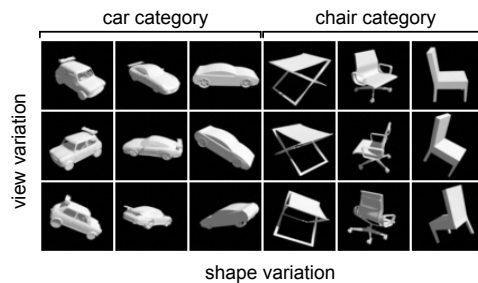 car category
chair category
view variation
shape variation